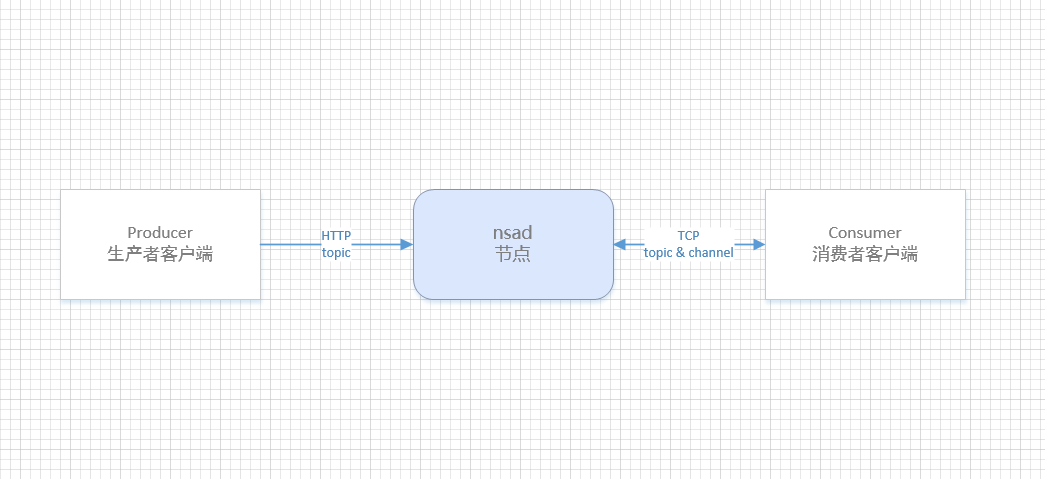 Producer
生产者客户端
HTTP
topic
nsad
节点
TCP
topic & channel
Consumer
消费者客户端